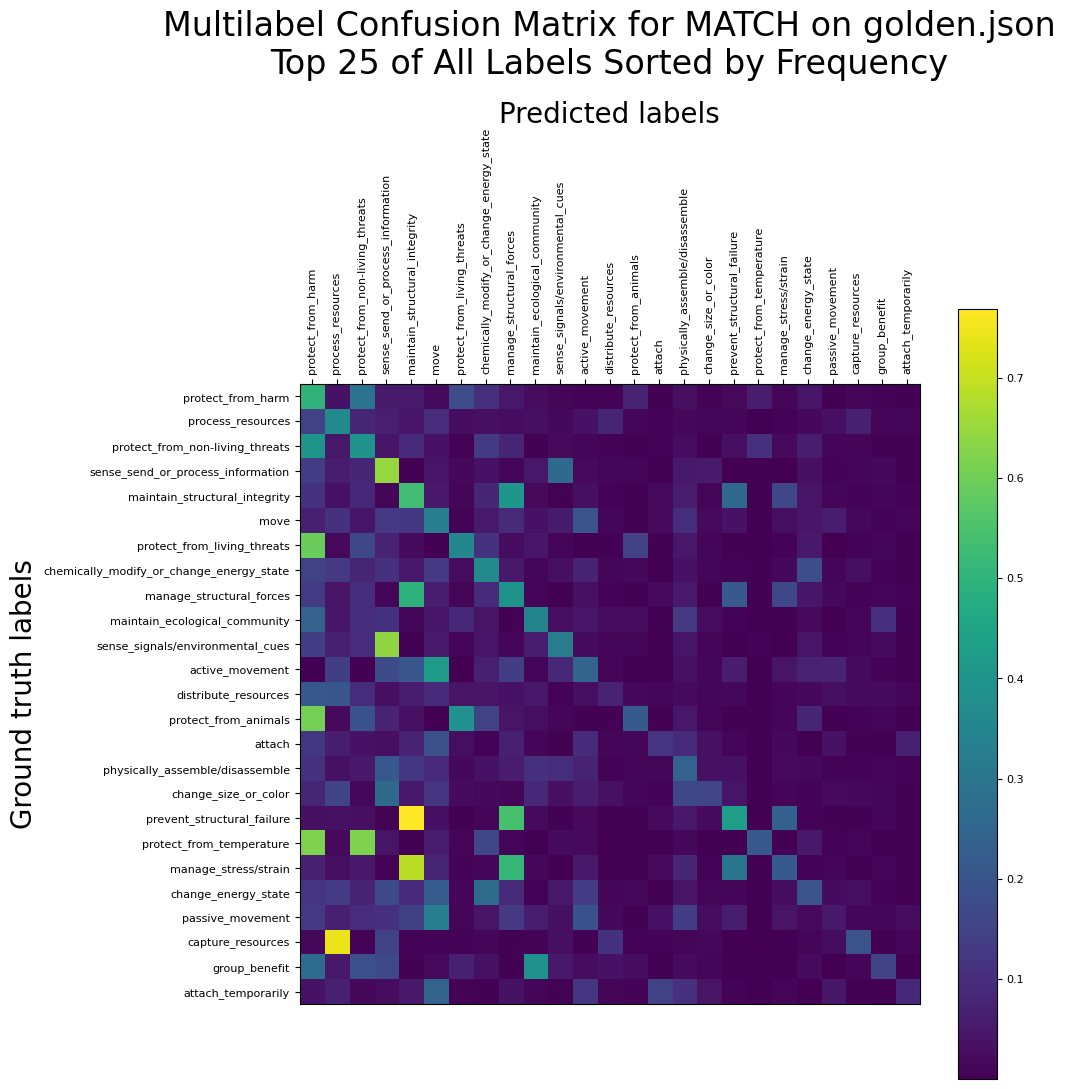 Multilabel Confusion Matrix for MATCH on golden.json
Top 25 of All Labels Sorted by Frequency
Predicted labels
protect_from_harm
process_resources
protect_from_non-living_threats
sense_send_or_process_information
maintain_structural_integrity
move
protect_from_living_threats
chemically_modify_or_change_energy_state
manage_structural_forces
maintain_ecological_community
sense_signals/environmental_cues
active_movement
distribute_resources
protect_from_animals
attach
physically_assemble/disassemble
change_size_or_color
prevent_structural_failure
protect_from_temperature
manage_stress/strain
change_energy_state
passive_movement
capture_resources
group_benefit
attach_temporarily
Ground truth labels
protect_from_harm
process_resources
protect_from_non-living_threats
sense_send_or_process_information
maintain_structural_integrity
move
protect_from_living_threats
chemically_modify_or_change_energy_state
manage_structural_forces
maintain_ecological_community
sense_signals/environmental_cues
active_movement
distribute_resources
protect_from_animals
attach
physically_assemble/disassemble
change_size_or_color
prevent_structural_failure
protect_from_temperature
manage_stress/strain
change_energy_state
passive_movement
capture_resources
group_benefit
attach_temporarily
0.7
0.6
0.5
0.4
0.3
0.2
0.1